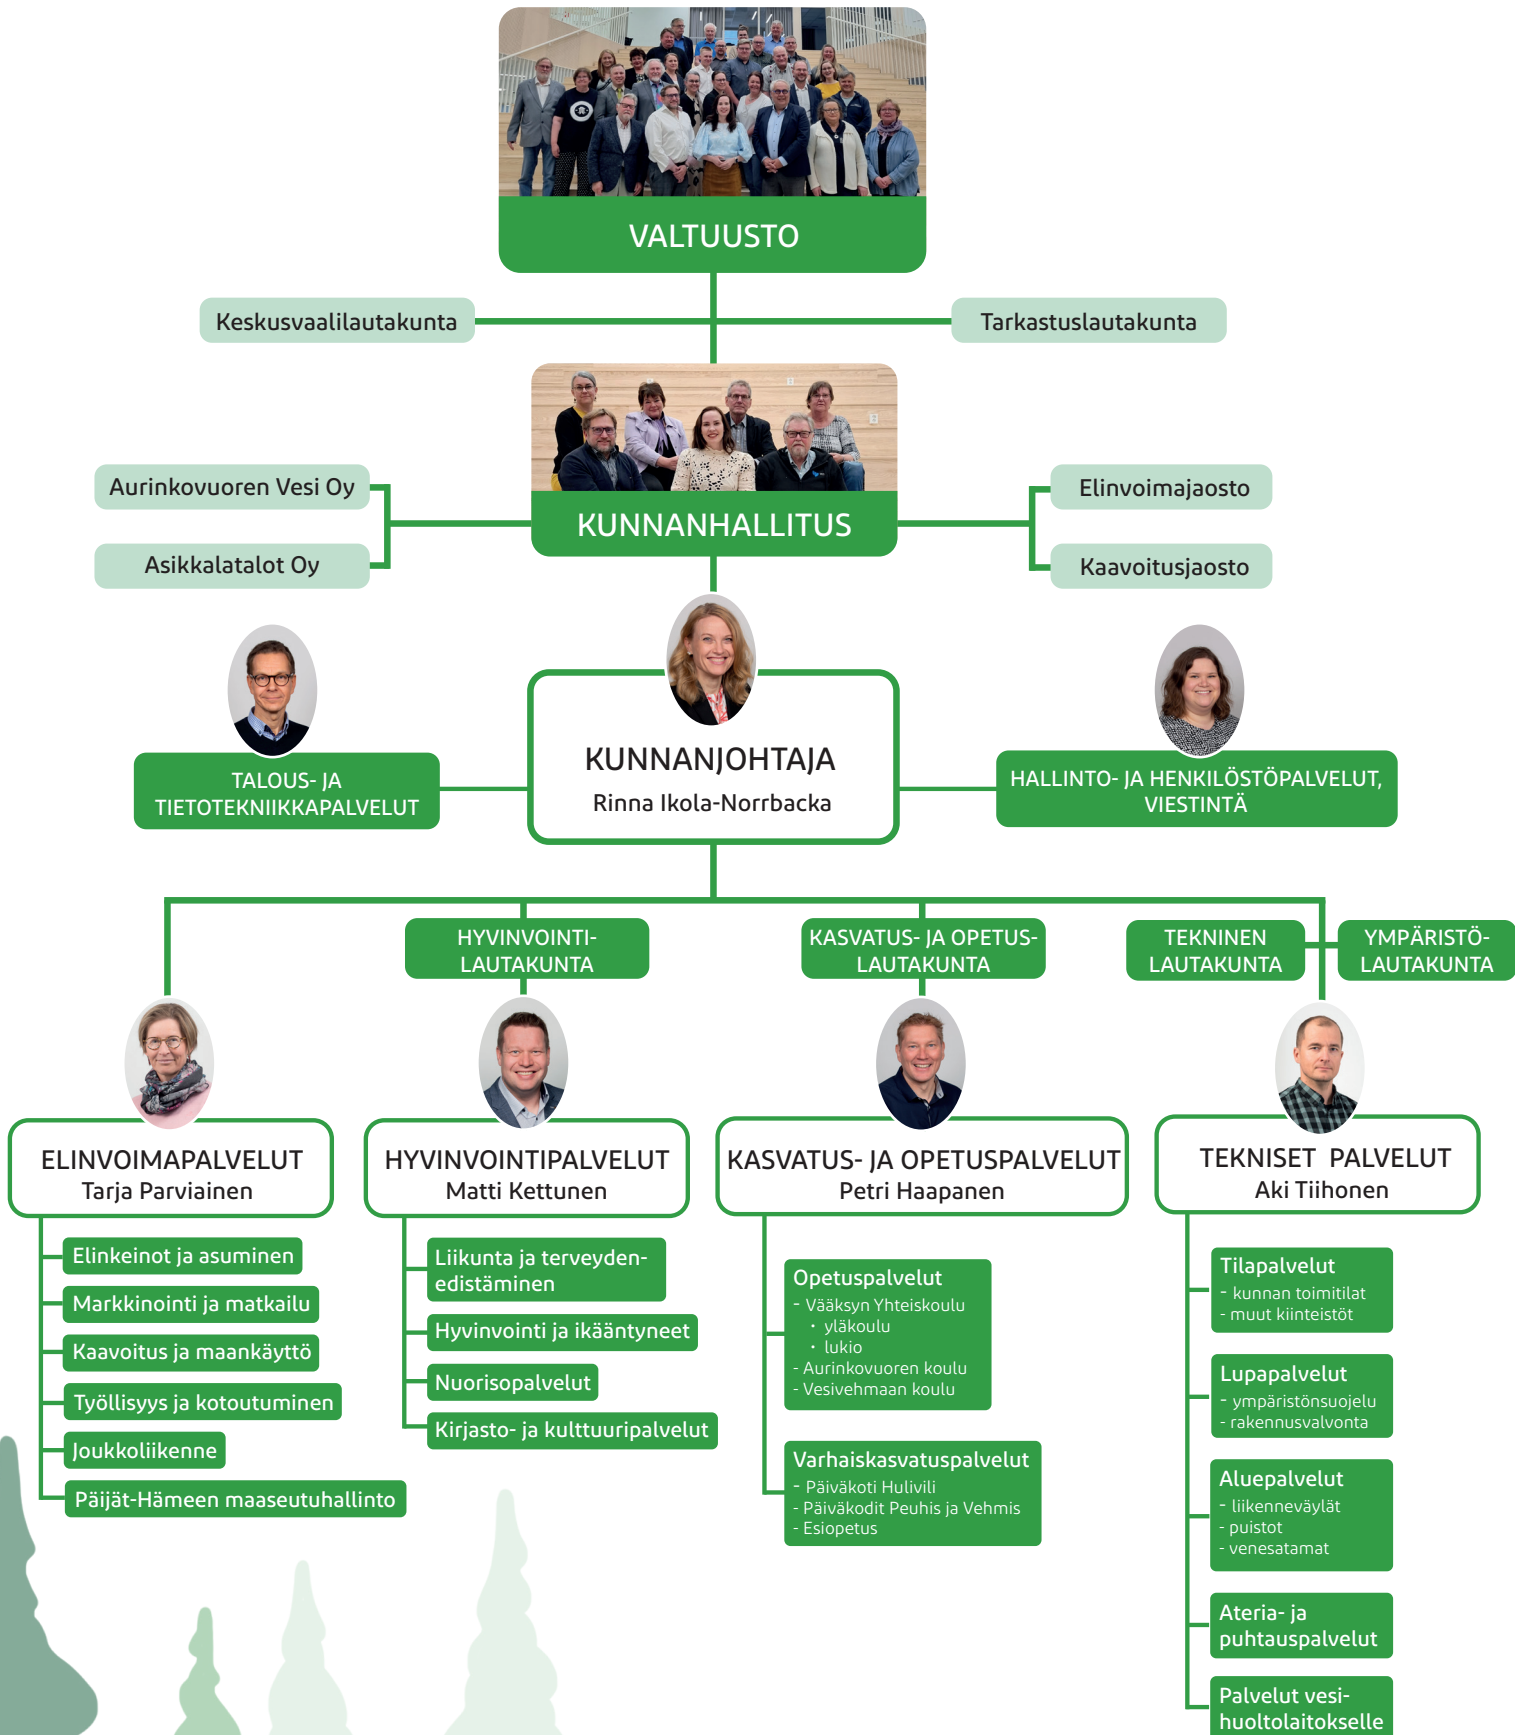 VALTUUSTO
Keskusvaalilautakunta
Tarkastuslautakunta
Aurinkovuoren Vesi Oy
Asikkalatalot Oy
KUNNANHALLITUS
Elinvoimajaosto
Kaavoitusjaosto
TALOUS- JA
TIETOTEKNIIKKAPALVELUT
KUNNANJOHTAJA
Rinna Ikola-Norrbacka
HALLINTO- JA HENKILÖSTÖPALVELUT,
VIESTINTÄ
HYVINVOINTI-
LAUTAKUNTA
KASVATUS- JA OPETUS-
LAUTAKUNTA
TEKNINEN
LAUTAKUNTA
YMPÄRISTÖ-
LAUTAKUNTA
ELINVOIMAPALVELUT
Tarja Parviainen
Elinkeinot ja asuminen
Markkinointi ja matkailu
Kaavoitus ja maankäyttö
Työllisyys ja kotoutuminen
Joukkoliikenne
Päijät-Hämeen maaseutuhallinto
HYVINVOINTIPALVELUT
Matti Kettunen
Liikunta ja terveyden-
edistäminen
Hyvinvointi ja ikääntyneet
Nuorisopalvelut
Kirjasto- ja kulttuuripalvelut
KASVATUS- JA OPETUSPALVELUT
Petri Haapanen
Opetuspalvelut
- Vääksyn Yhteiskoulu
• yläkoulu
• lukio
- Aurinkovuoren koulu
- Vesivehmaan koulu
Varhaiskasvatuspalvelut
- Päiväkoti Hulivili
- Päiväkodit Peuhis ja Vehmis
- Esiopetus
TEKNISET PALVELUT
Aki Tiihonen
Tilapalvelut
- kunnan toimitilat
- muut kiinteistöt
Lupapalvelut
- ympäristönsuojelu
- rakennusvalvonta
Aluepalvelut
- liikenneväylät
- puistot
- venesatamat
Ateria- ja
puhtauspalvelut
Palvelut vesi-
huoltolaitokselle